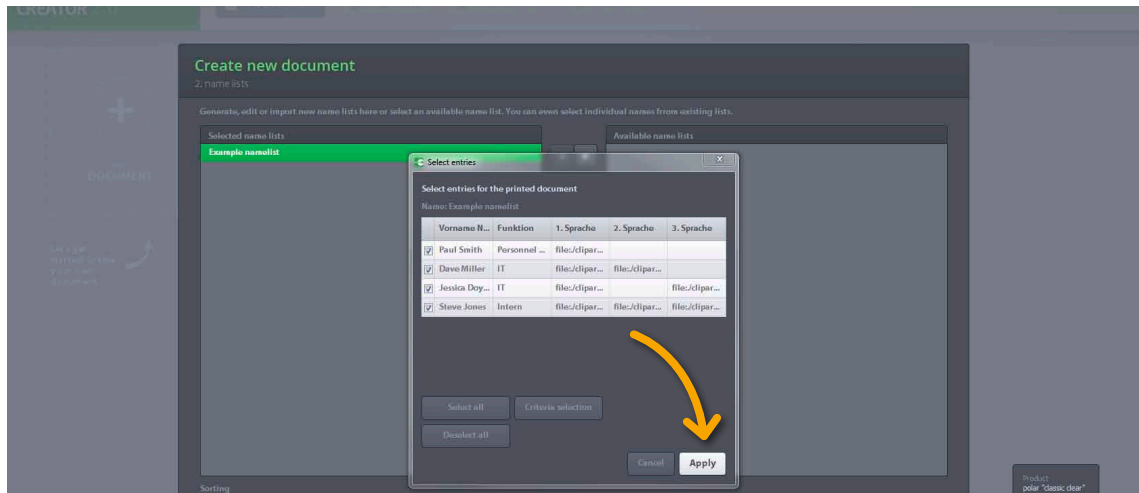 CREATOR
Create new document
2. name lists
Generate, edit or import new name lists here or select an available name list. You can even select individual names from existing lists.
Selected name lists
Available name lists
Example namelist
Select entries
x
Select entries for the printed document
Name: Example namelist
Vorname N... Funktion 1. Sprache 2. Sprache 3. Sprache
Paul Smith Personnel ... file:/clipar...
Dave Miller IT file:/clipar... file:/clipar...
Jessica Doy... IT file:/clipar... file:/clipar...
Steve Jones Intern file:/clipar... file:/clipar... file:/clipar...
DOCUMENT
Select all Criteria selection
Deselect all
Cancel Apply
Sorting
Product
polar "classic clear"